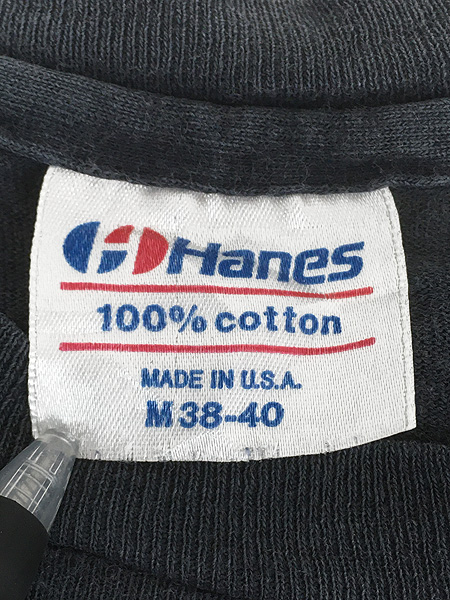 Hanes
100% cotton
MADE IN U.S.A.
M 38-40